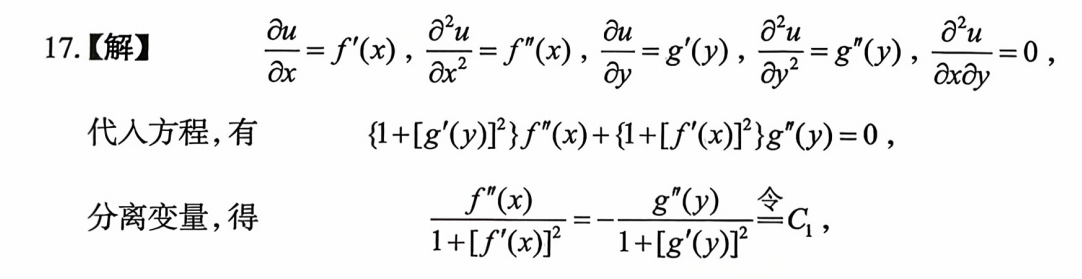 17.【解】 ∂u/∂x = f′(x) , ∂²u/∂x² = f″(x) , ∂u/∂y = g′(y) , ∂²u/∂y² = g″(y) , ∂²u/∂x∂y = 0 ,
代入方程,有 {1+[g′(y)]²}f″(x)+{1+[f′(x)]²}g″(y)=0 ,
分离变量,得 f″(x)/1+[f′(x)]² = − g″(y)/1+[g′(y)]² 令= C₁ ,